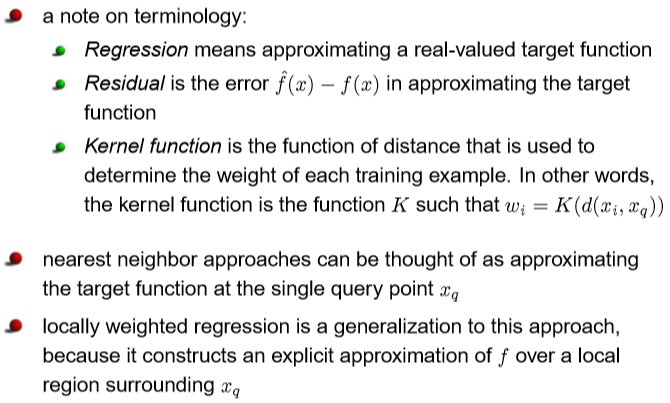 a note on terminology:
Regression means approximating a real-valued target function
Residual is the error f̂(x) − f(x) in approximating the target
function
Kernel function is the function of distance that is used to
determine the weight of each training example. In other words,
the kernel function is the function K such that wᵢ = K(d(xᵢ, x_q))
nearest neighbor approaches can be thought of as approximating
the target function at the single query point x_q
locally weighted regression is a generalization to this approach,
because it constructs an explicit approximation of f over a local
region surrounding x_q